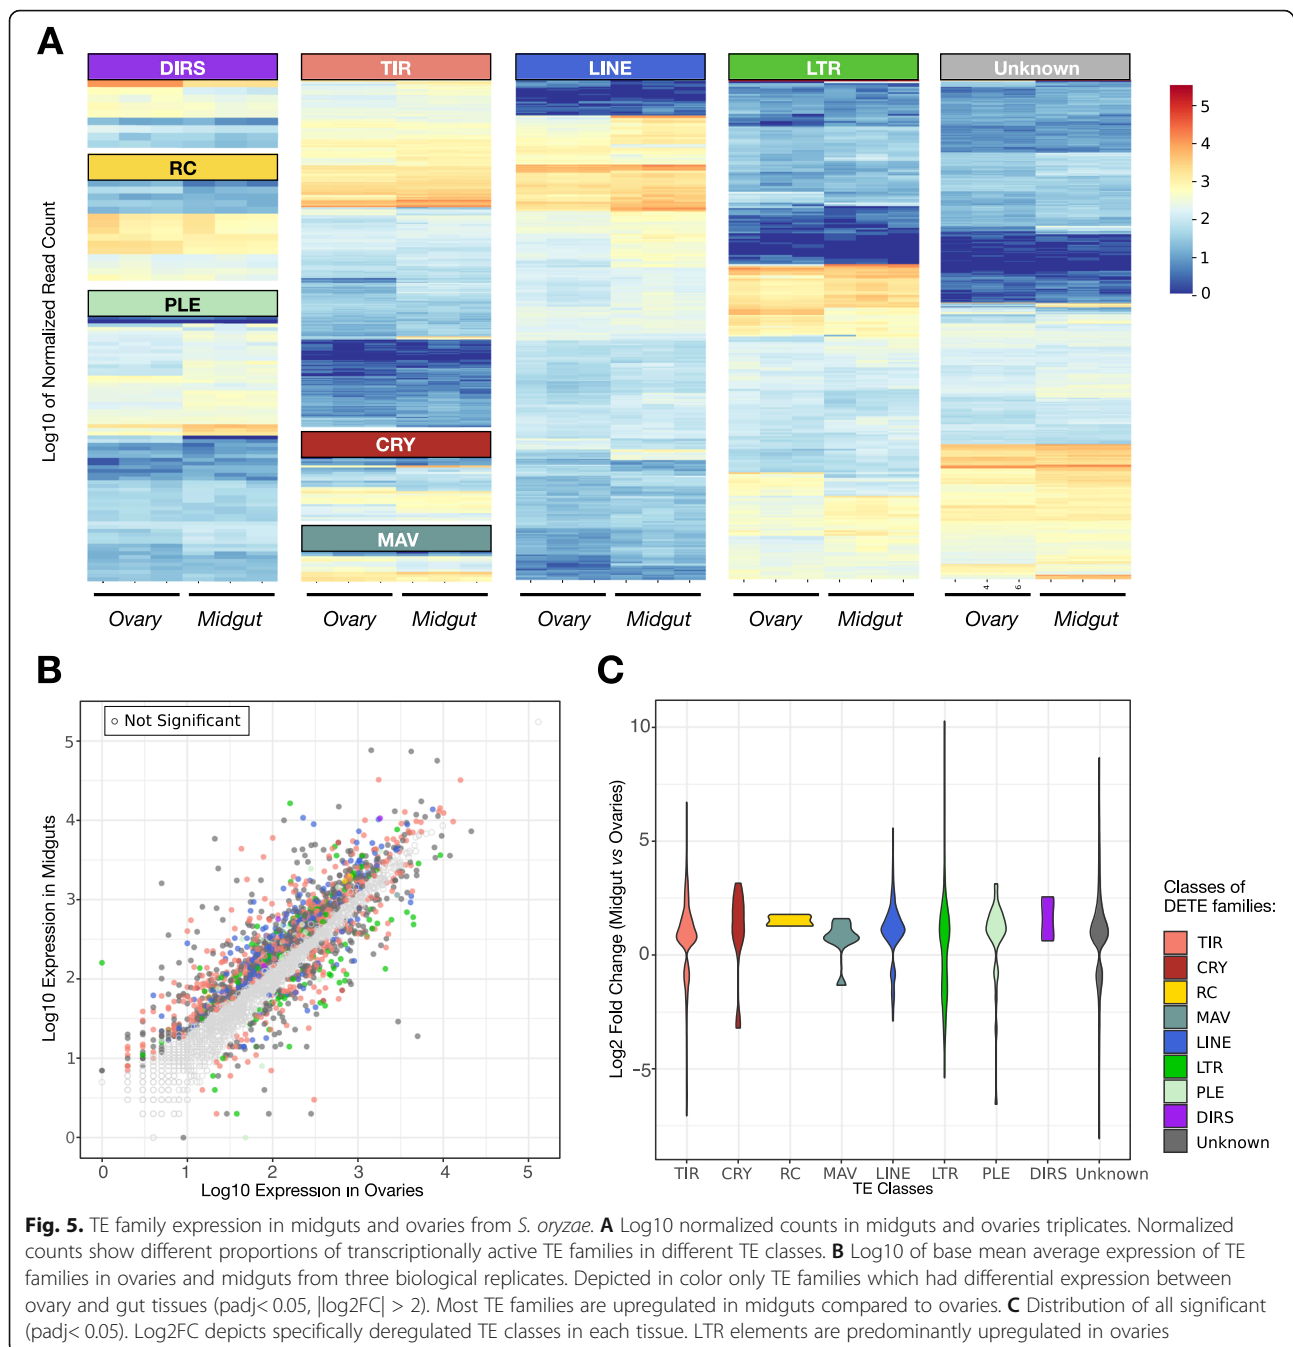 A
DIRS
TIR
LINE
LTR
Unknown
RC
PLE
CRY
MAV
Log10 of Normalized Read Count
5
4
3
2
1
0
4
6
Ovary Midgut
Ovary Midgut
Ovary Midgut
Ovary Midgut
Ovary Midgut
B
Not Significant
Log10 Expression in Midguts
5
4
3
2
1
0
0 1 2 3 4 5
Log10 Expression in Ovaries
C
Log2 Fold Change (Midgut vs Ovaries)
10
5
0
−5
TIR CRY RC MAV LINE LTR PLE DIRS Unknown
TE Classes
Classes of
DETE families:
TIR
CRY
RC
MAV
LINE
LTR
PLE
DIRS
Unknown
Fig. 5. TE family expression in midguts and ovaries from S. oryzae. A Log10 normalized counts in midguts and ovaries triplicates. Normalized
counts show different proportions of transcriptionally active TE families in different TE classes. B Log10 of base mean average expression of TE
families in ovaries and midguts from three biological replicates. Depicted in color only TE families which had differential expression between
ovary and gut tissues (padj< 0.05, |log2FC| > 2). Most TE families are upregulated in midguts compared to ovaries. C Distribution of all significant
(padj< 0.05). Log2FC depicts specifically deregulated TE classes in each tissue. LTR elements are predominantly upregulated in ovaries